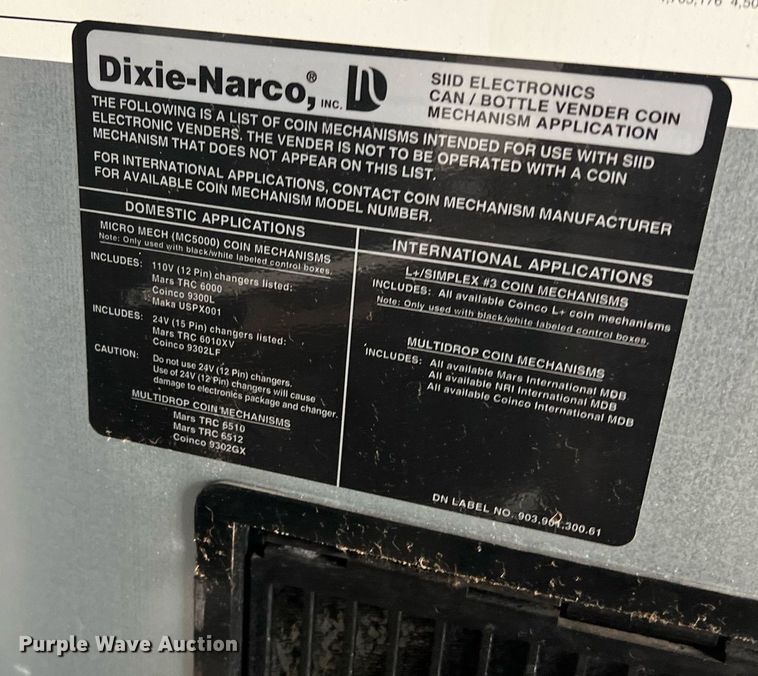 Dixie-Narco,® INC.
SIID ELECTRONICS
CAN / BOTTLE VENDER COIN
MECHANISM APPLICATION
THE FOLLOWING IS A LIST OF COIN MECHANISMS INTENDED FOR USE WITH SIID
ELECTRONIC VENDERS. THE VENDER IS NOT TO BE OPERATED WITH A COIN
MECHANISM THAT DOES NOT APPEAR ON THIS LIST.
FOR INTERNATIONAL APPLICATIONS, CONTACT COIN MECHANISM MANUFACTURER
FOR AVAILABLE COIN MECHANISM MODEL NUMBER.
DOMESTIC APPLICATIONS
MICRO MECH (MC5000) COIN MECHANISMS
Note: Only used with black/white labeled control boxes.
INCLUDES: 110V (12 Pin) changers listed:
Mars TRC 6000
Coinco 9300L
Maka USPX001
INCLUDES: 24V (15 Pin) changers listed:
Mars TRC 6010XV
Coinco 9302LF
CAUTION: Do not use 24V (12 Pin) changers.
Use of 24V (12 Pin) changers will cause
damage to electronics package and changer.
MULTIDROP COIN MECHANISMS
Mars TRC 6510
Mars TRC 6512
Coinco 9302GX
INTERNATIONAL APPLICATIONS
L+/SIMPLEX #3 COIN MECHANISMS
INCLUDES: All available Coinco L+ coin mechanisms
Note: Only used with black/white labeled control boxes.
MULTIDROP COIN MECHANISMS
INCLUDES: All available Mars International MDB
All available NRI International MDB
All available Coinco International MDB
DN LABEL NO. 903,901,300.61
Purple Wave Auction